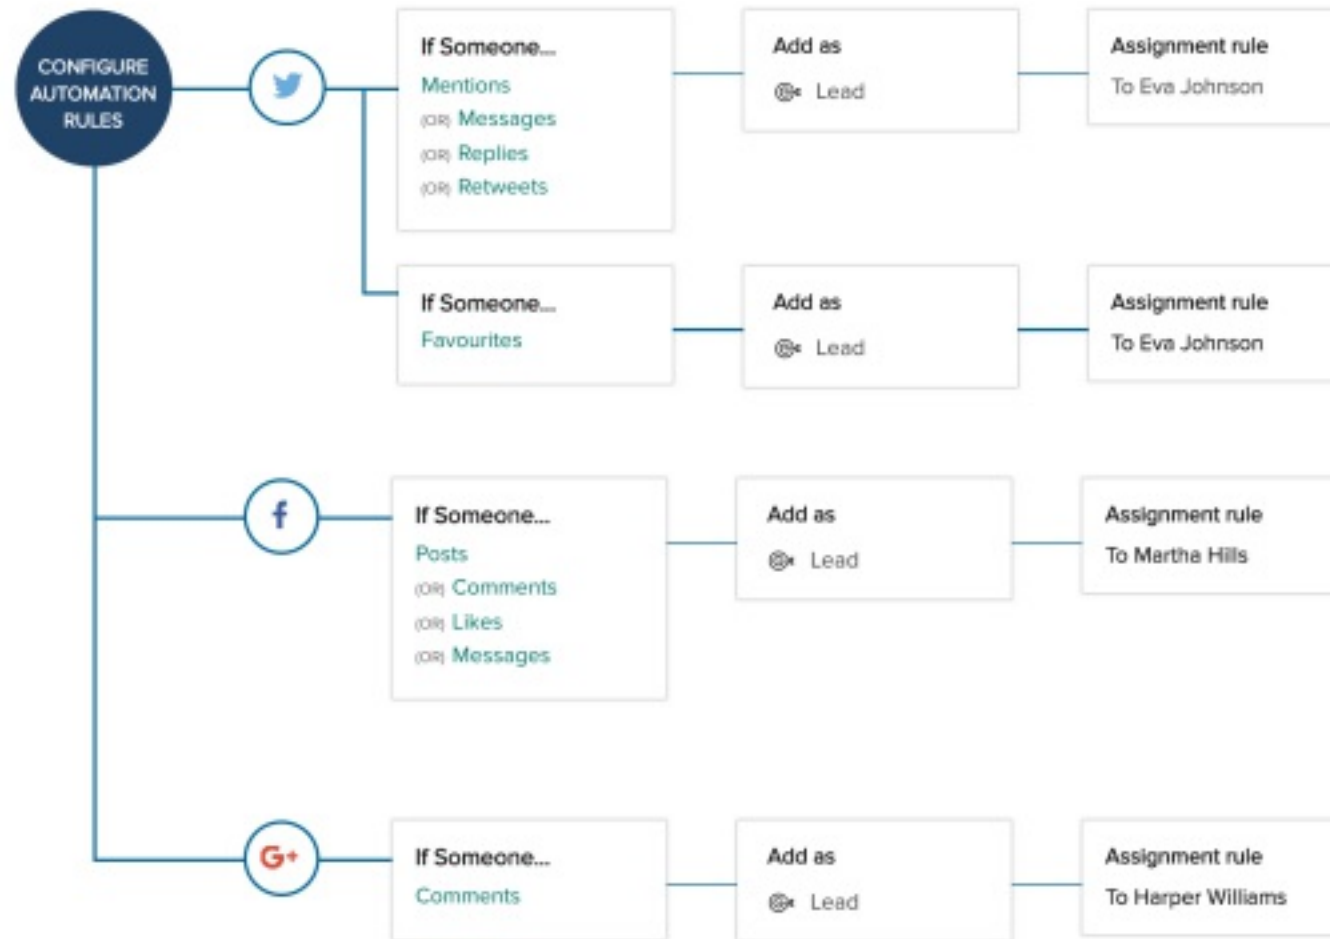 CONFIGURE
AUTOMATION
RULES
If Someone...
Mentions
(OR) Messages
(OR) Replies
(OR) Retweets
Add as
Lead
Assignment rule
To Eva Johnson
If Someone...
Favourites
Add as
Lead
Assignment rule
To Eva Johnson
f
If Someone...
Posts
(OR) Comments
(OR) Likes
(OR) Messages
Add as
Lead
Assignment rule
To Martha Hills
G+
If Someone...
Comments
Add as
Lead
Assignment rule
To Harper Williams